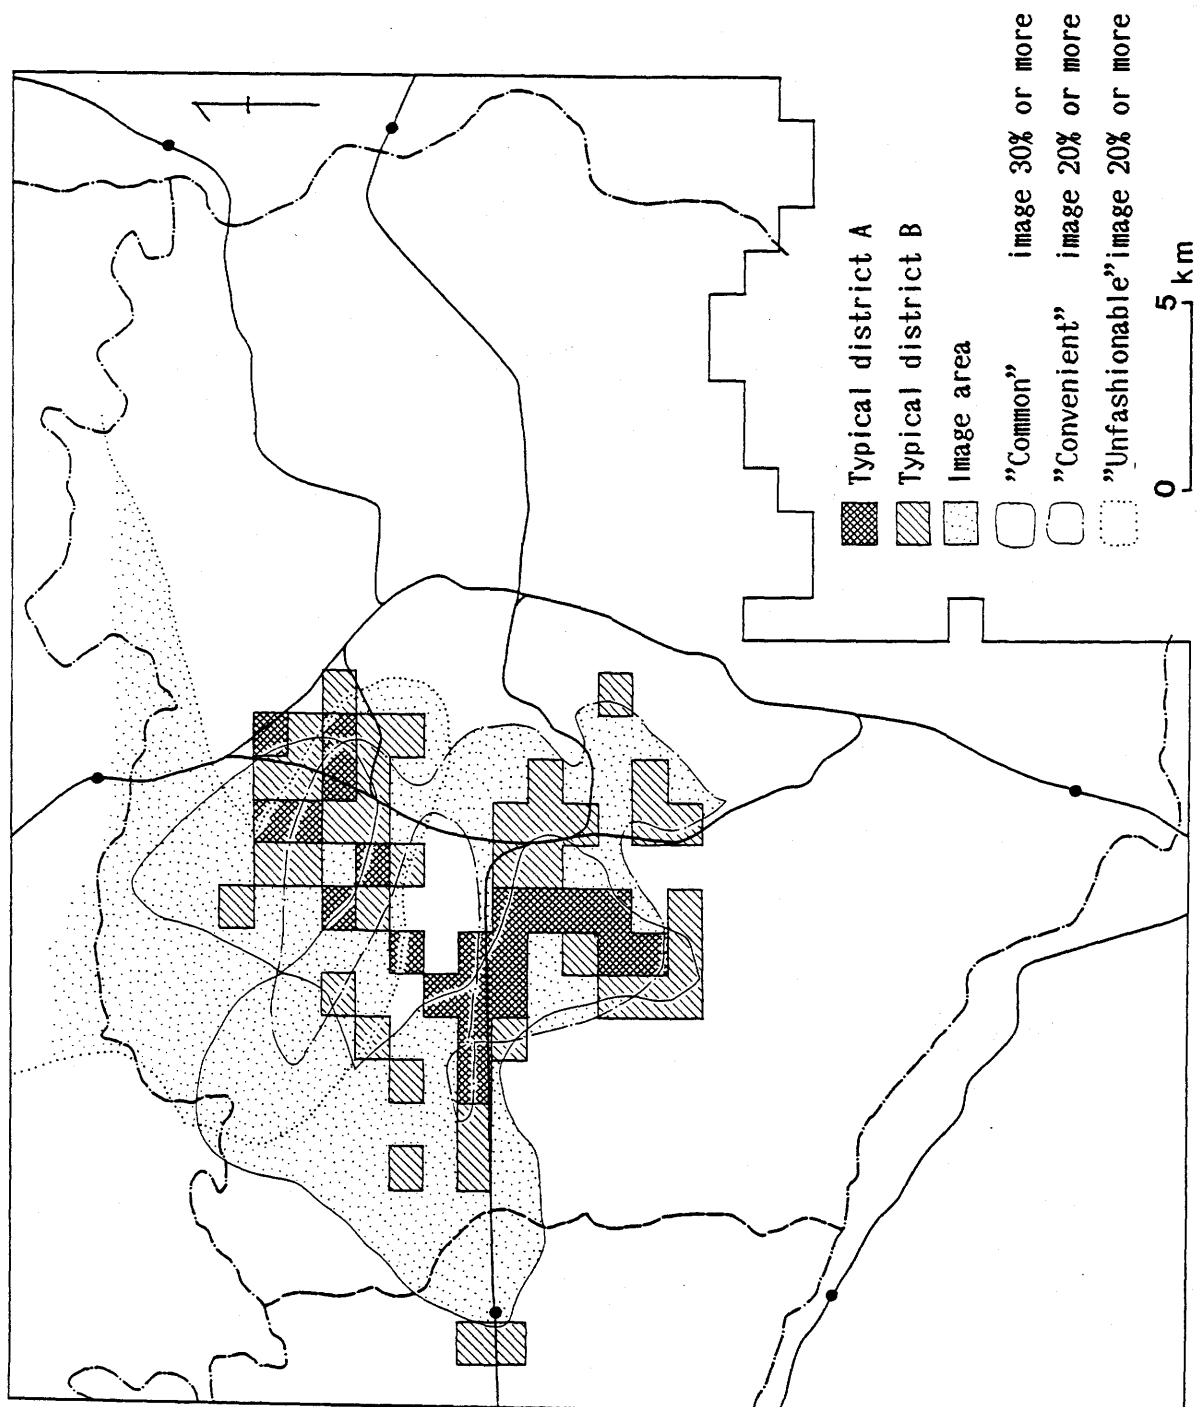 Typical district A
Typical district B
Image area
”Common” image 30% or more
”Convenient” image 20% or more
”Unfashionable” image 20% or more
0 5 km